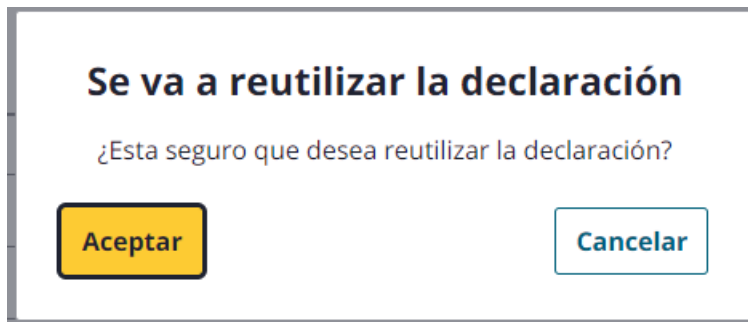 Se va a reutilizar la declaración
¿Esta seguro que desea reutilizar la declaración?
Aceptar
Cancelar